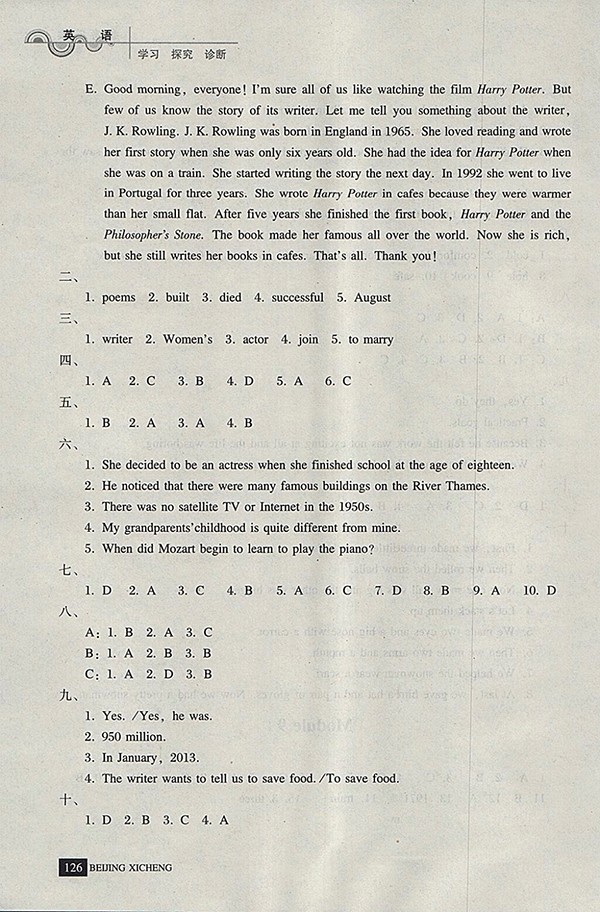 英 语
学习 探究 诊断
E. Good morning, everyone! I'm sure all of us like watching the film Harry Potter. But
few of us know the story of its writer. Let me tell you something about the writer,
J. K. Rowling. J. K. Rowling was born in England in 1965. She loved reading and wrote
her first story when she was only six years old. She had the idea for Harry Potter when
she was on a train. She started writing the story the next day. In 1992 she went to live
in Portugal for three years. She wrote Harry Potter in cafes because they were warmer
than her small flat. After five years she finished the first book, Harry Potter and the
Philosopher's Stone. The book made her famous all over the world. Now she is rich,
but she still writes her books in cafes. That's all. Thank you!
二、
1. poems 2. built 3. died 4. successful 5. August
三、
1. writer 2. Women's 3. actor 4. join 5. to marry
四、
1. A 2. C 3. B 4. D 5. A 6. C
五、
1. B 2. A 3. A 4. B
六、
1. She decided to be an actress when she finished school at the age of eighteen.
2. He noticed that there were many famous buildings on the River Thames.
3. There was no satellite TV or Internet in the 1950s.
4. My grandparents'childhood is quite different from mine.
5. When did Mozart begin to learn to play the piano?
七、
1. D 2. A 3. C 4. B 5. A 6. C 7. D 8. B 9. A 10. D
八、
A: 1. B 2. A 3. C
B: 1. A 2. B 3. B
C: 1. A 2. D 3. B
九、
1. Yes. /Yes, he was.
2. 950 million.
3. In January, 2013.
4. The writer wants to tell us to save food. /To save food.
十、
1. D 2. B 3. C 4. A
126 BEIJING XICHENG